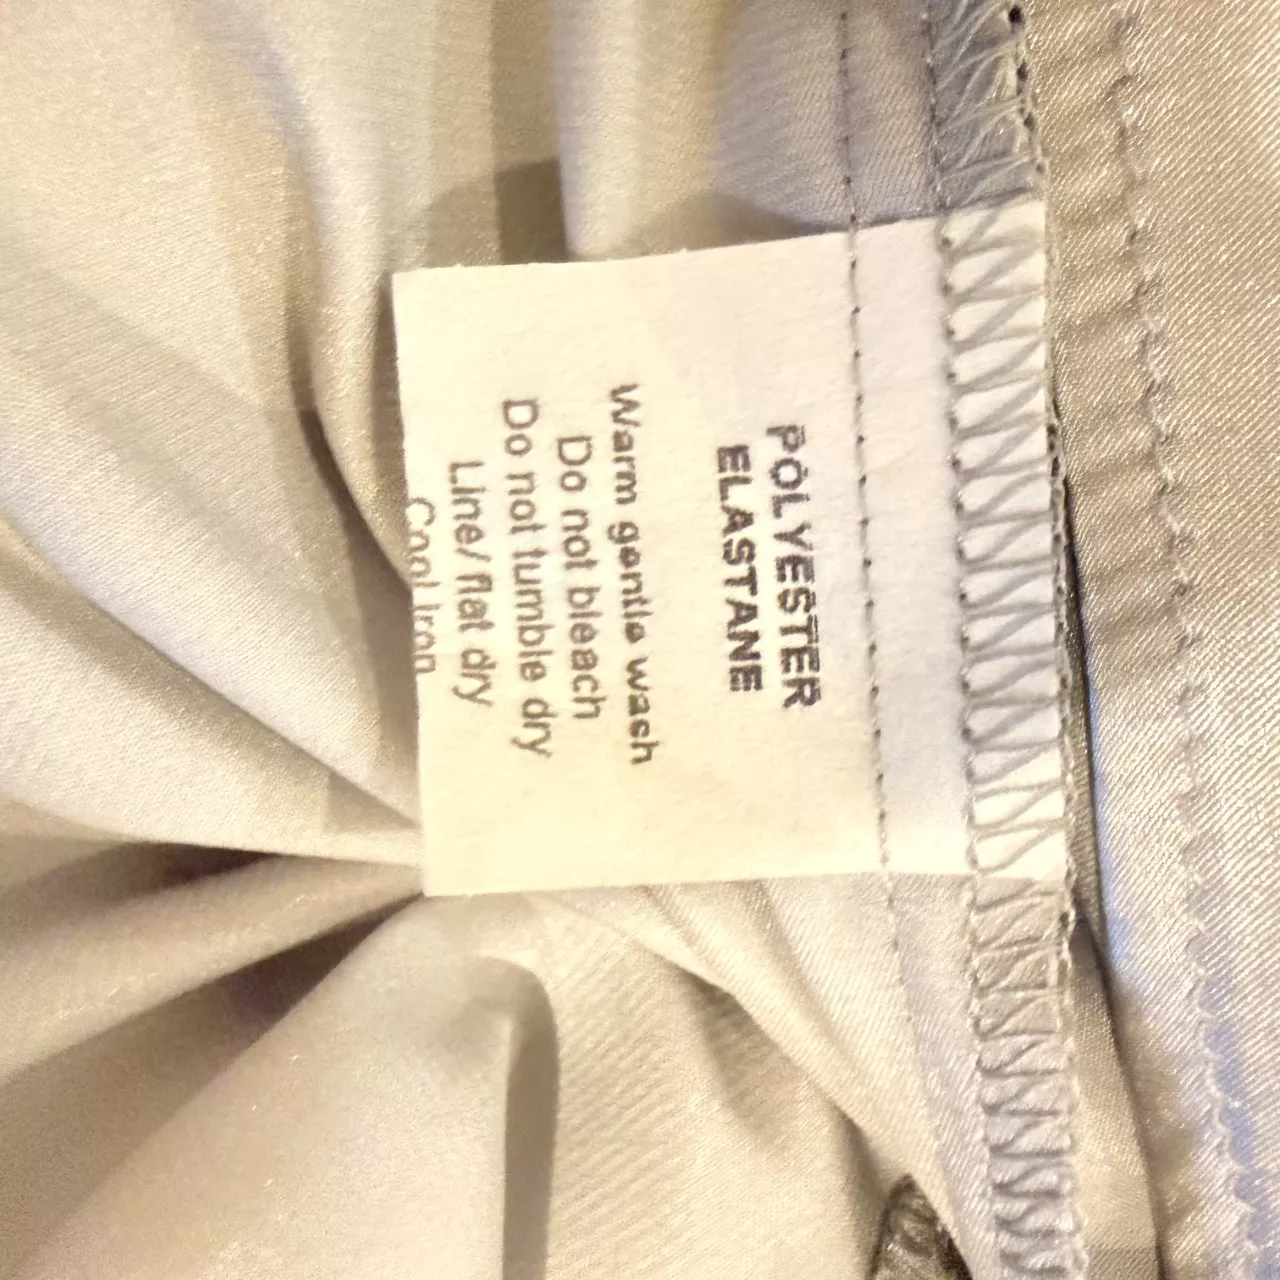 POLYESTER
ELASTANE
Warm gentle wash
Do not bleach
Do not tumble dry
Line/ flat dry
Cool Iron